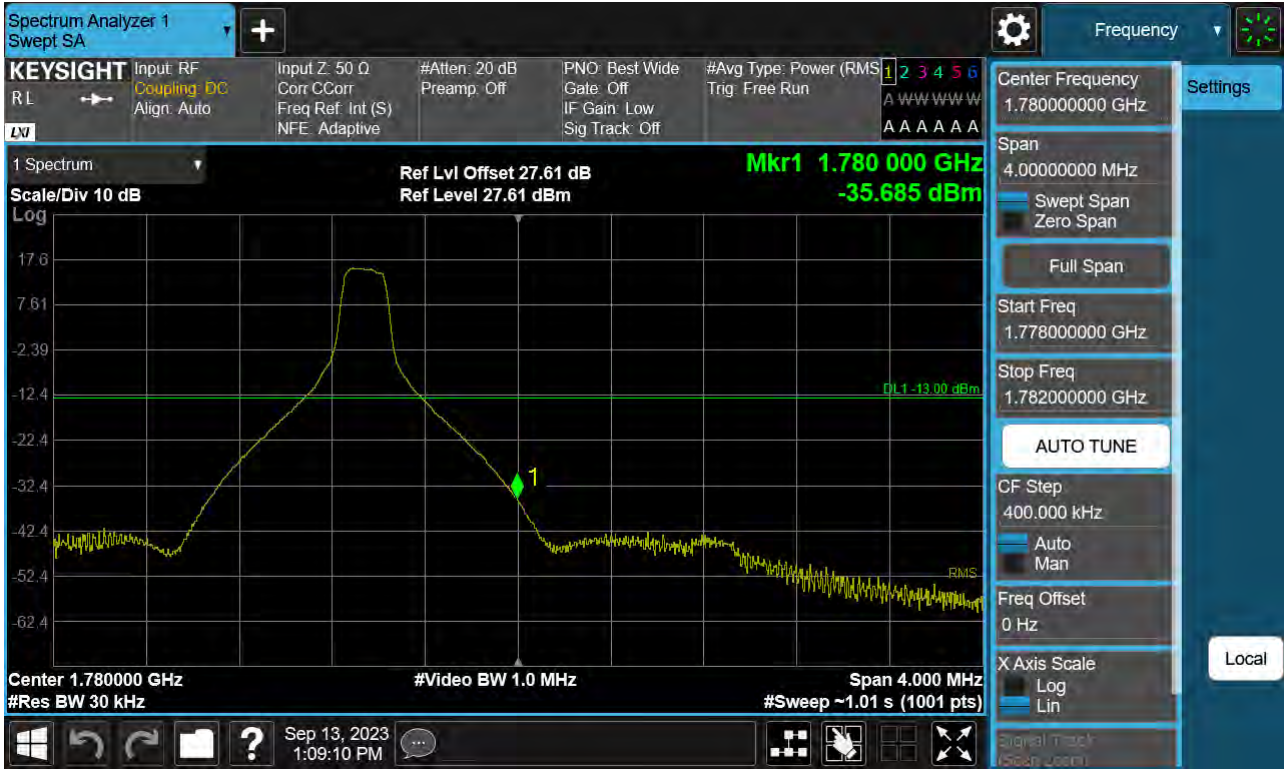 Spectrum Analyzer 1
Swept SA
Frequency
KEYSIGHT
R L
LXI
Input: RF
Coupling: DC
Align: Auto
Input Z: 50 Ω
Corr CCorr
Freq Ref: Int (S)
NFE: Adaptive
#Atten: 20 dB
Preamp: Off
PNO: Best Wide
Gate: Off
IF Gain: Low
Sig Track: Off
#Avg Type: Power (RMS
Trig: Free Run
1 2 3 4 5 6
A W W W W W
A A A A A A
1 Spectrum
Scale/Div 10 dB
Log
Ref Lvl Offset 27.61 dB
Ref Level 27.61 dBm
Mkr1 1.780 000 GHz
-35.685 dBm
17.6
7.61
-2.39
-12.4
-22.4
-32.4
-42.4
-52.4
-62.4
DL1 -13.00 dBm
1
RMS
Center 1.780000 GHz
#Res BW 30 kHz
#Video BW 1.0 MHz
Span 4.000 MHz
#Sweep ~1.01 s (1001 pts)
Center Frequency
1.780000000 GHz
Settings
Span
4.00000000 MHz
Swept Span
Zero Span
Full Span
Start Freq
1.778000000 GHz
Stop Freq
1.782000000 GHz
AUTO TUNE
CF Step
400.000 kHz
Auto
Man
Freq Offset
0 Hz
X Axis Scale
Log
Lin
Signal Track
(Span Zoom)
Local
?
Sep 13, 2023
1:09:10 PM